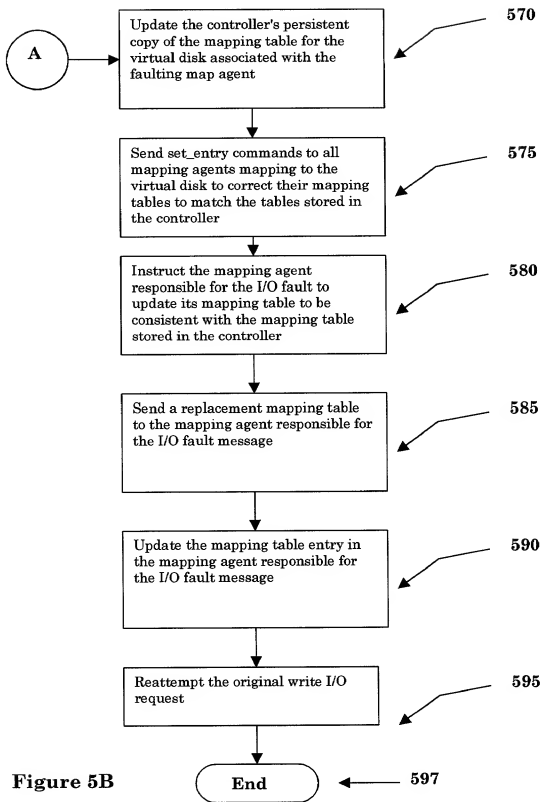 A
Update the controller's persistent
copy of the mapping table for the
virtual disk associated with the
faulting map agent
570
Send set_entry commands to all
mapping agents mapping to the
virtual disk to correct their mapping
tables to match the tables stored in
the controller
575
Instruct the mapping agent
responsible for the I/O fault to
update its mapping table to be
consistent with the mapping table
stored in the controller
580
Send a replacement mapping table
to the mapping agent responsible for
the I/O fault message
585
Update the mapping table entry in
the mapping agent responsible for
the I/O fault message
590
Reattempt the original write I/O
request
595
Figure 5B
End
597